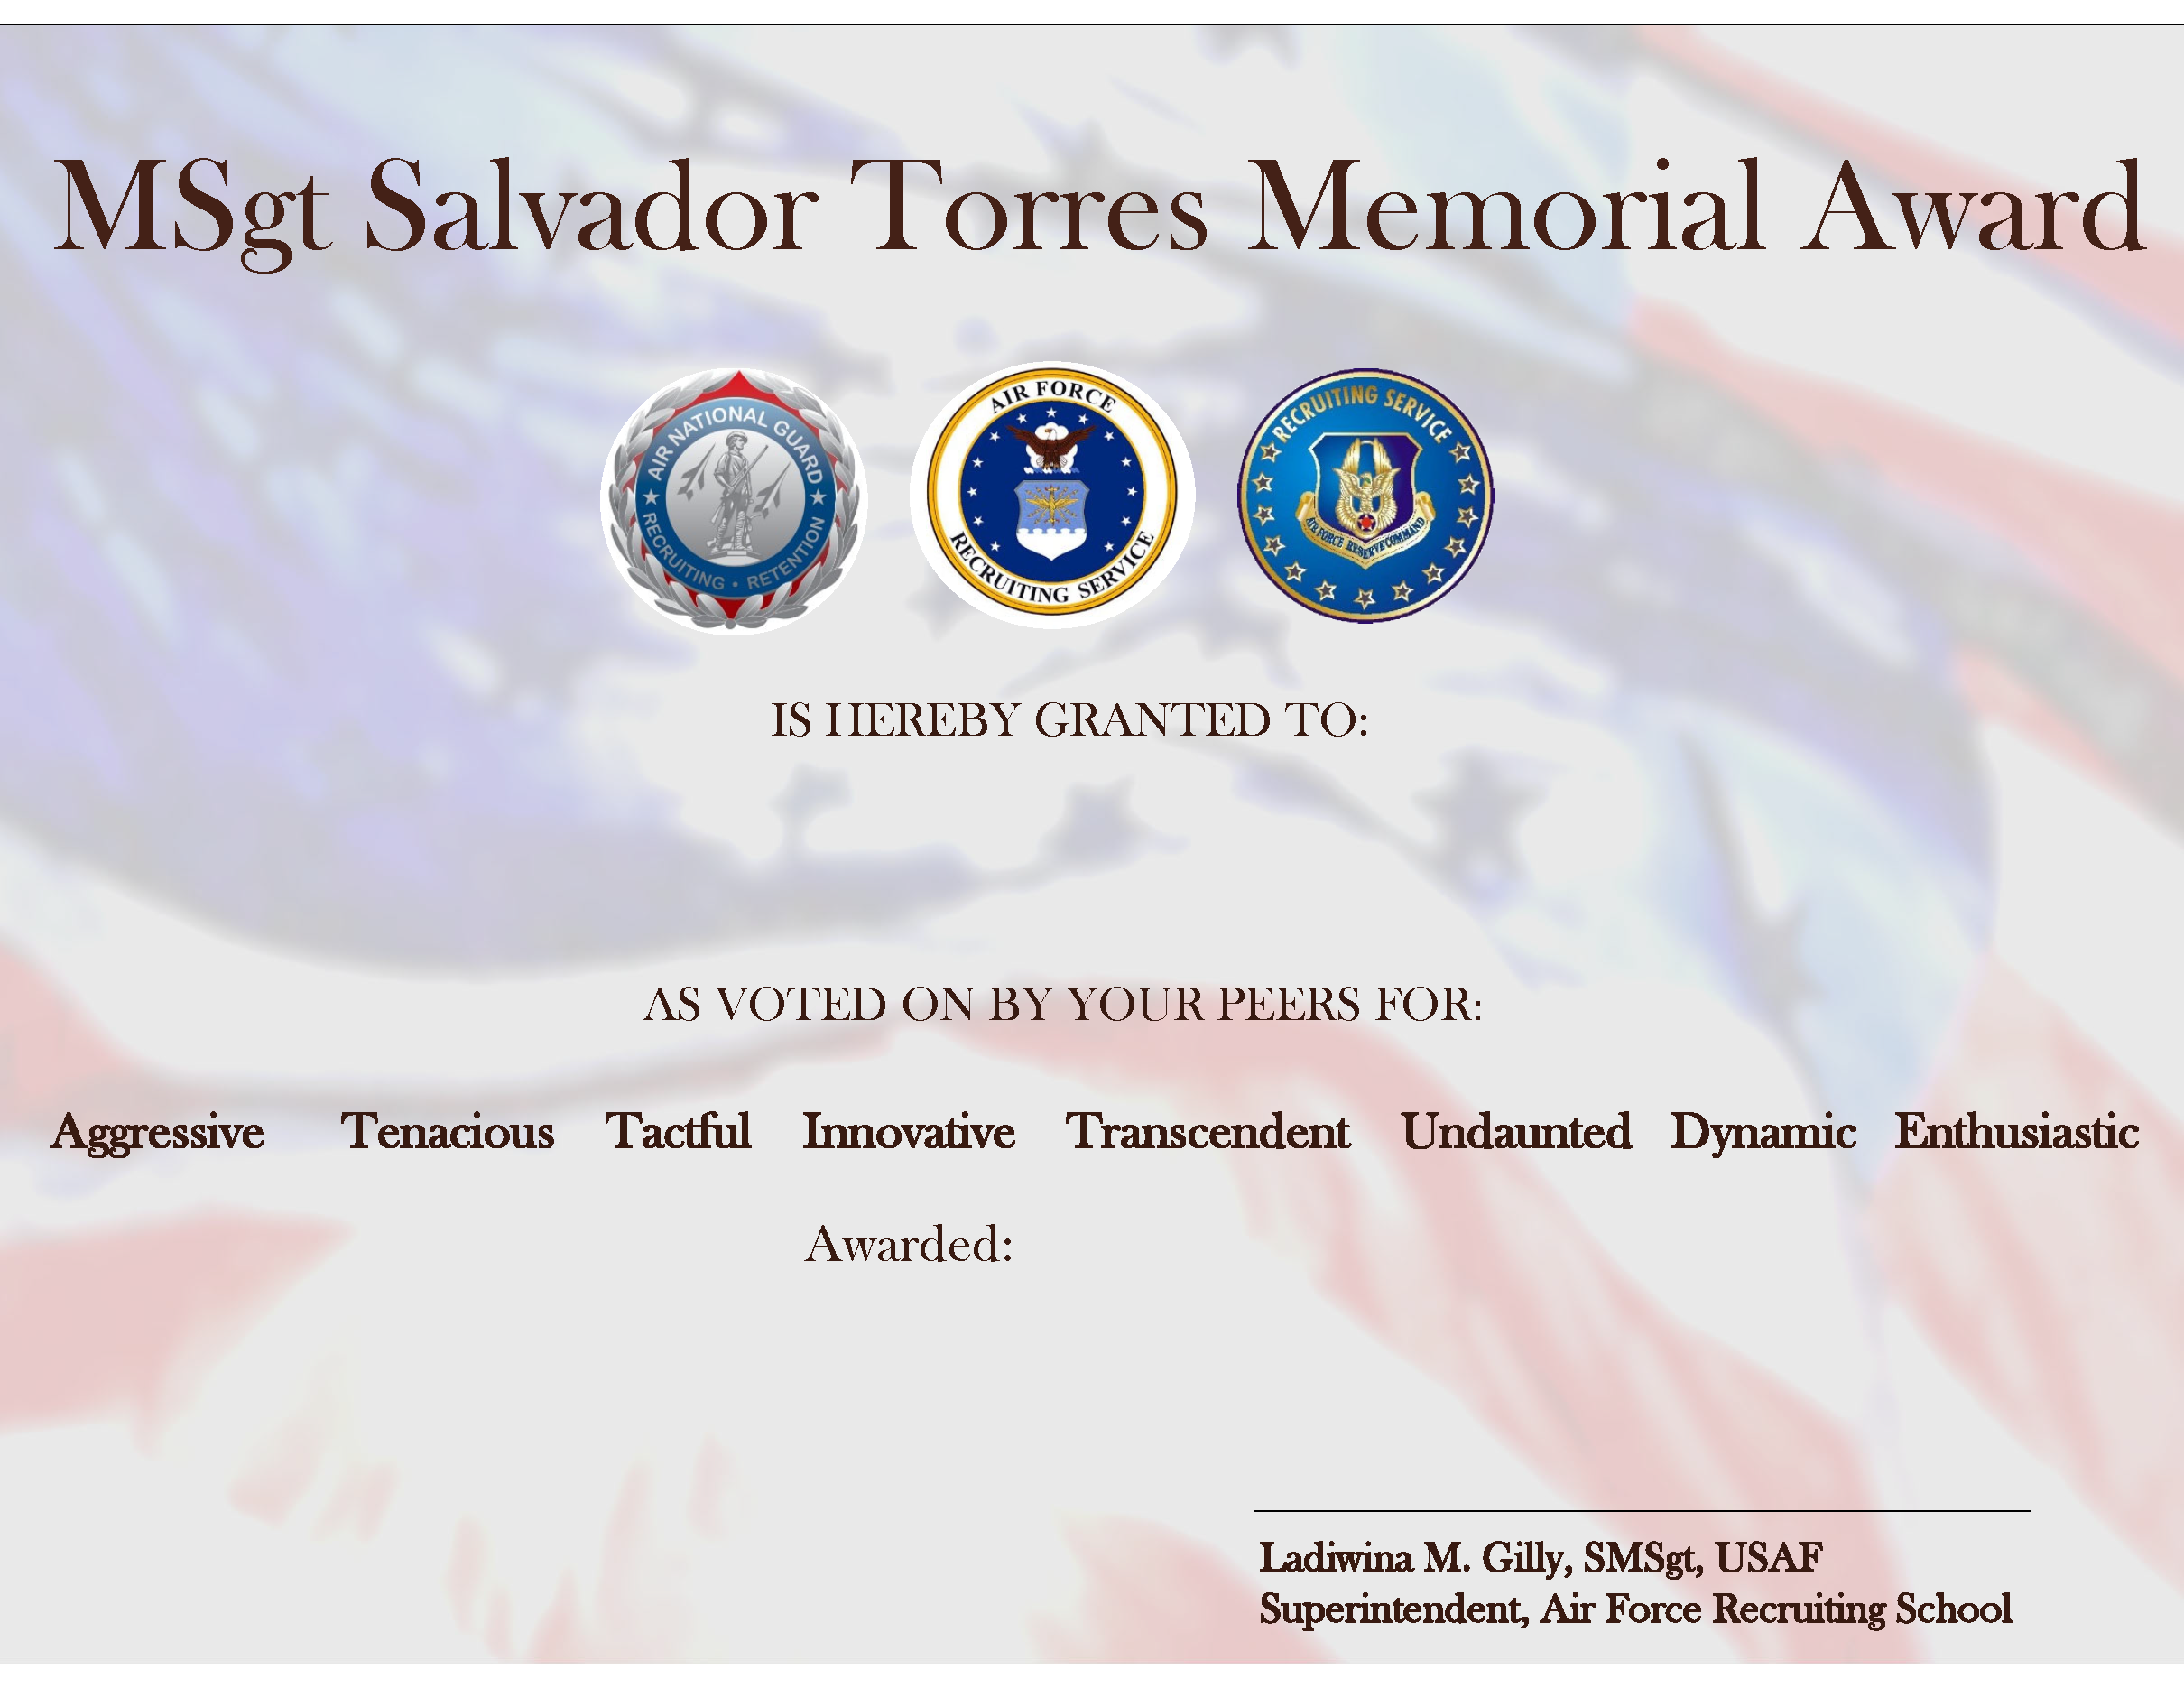 MSgt Salvador Torres Memorial Award
AIR NATIONAL GUARD
RECRUITING • RETENTION
AIR FORCE
RECRUITING SERVICE
RECRUITING SERVICE
AIR FORCE RESERVE COMMAND
IS HEREBY GRANTED TO:
AS VOTED ON BY YOUR PEERS FOR:
Aggressive Tenacious Tactful Innovative Transcendent Undaunted Dynamic Enthusiastic
Awarded:
Ladiwina M. Gilly, SMSgt, USAF
Superintendent, Air Force Recruiting School